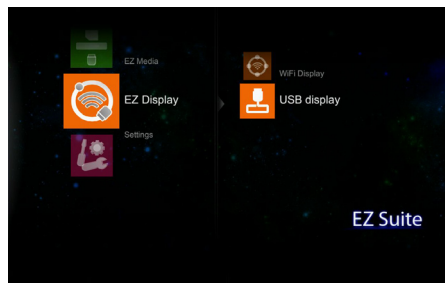 EZ Media
EZ Display
Settings
WiFi Display
USB display
EZ Suite